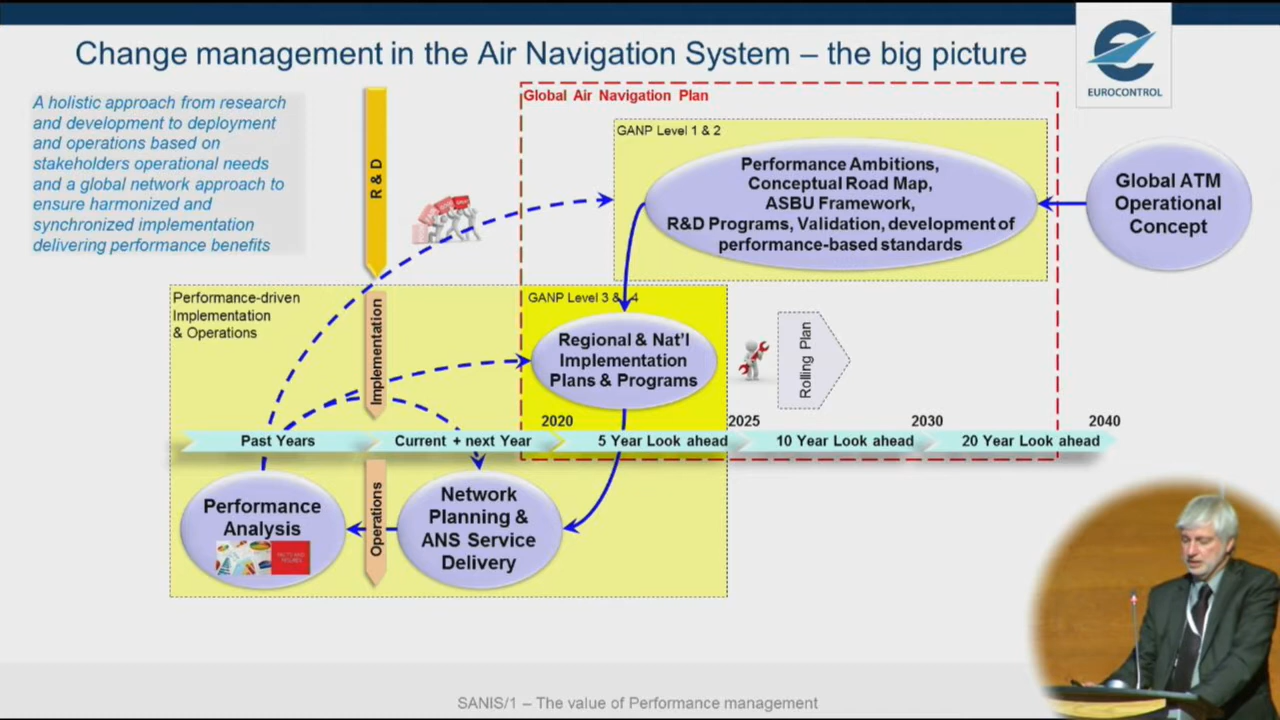 Change management in the Air Navigation System – the big picture
EUROCONTROL
A holistic approach from research
and development to deployment
and operations based on
stakeholders operational needs
and a global network approach to
ensure harmonized and
synchronized implementation
delivering performance benefits
R & D
Global Air Navigation Plan
GANP Level 1 & 2
Performance Ambitions,
Conceptual Road Map,
ASBU Framework,
R&D Programs, Validation, development of
performance-based standards
Global ATM
Operational
Concept
Performance-driven
Implementation
& Operations
Implementation
GANP Level 3 & 4
Regional & Nat'l
Implementation
Plans & Programs
Rolling Plan
2020
2025
2030
2040
Past Years
Current + next Year
5 Year Look ahead
10 Year Look ahead
20 Year Look ahead
Performance
Analysis
Operations
Network
Planning &
ANS Service
Delivery
SANIS/1 – The value of Performance management